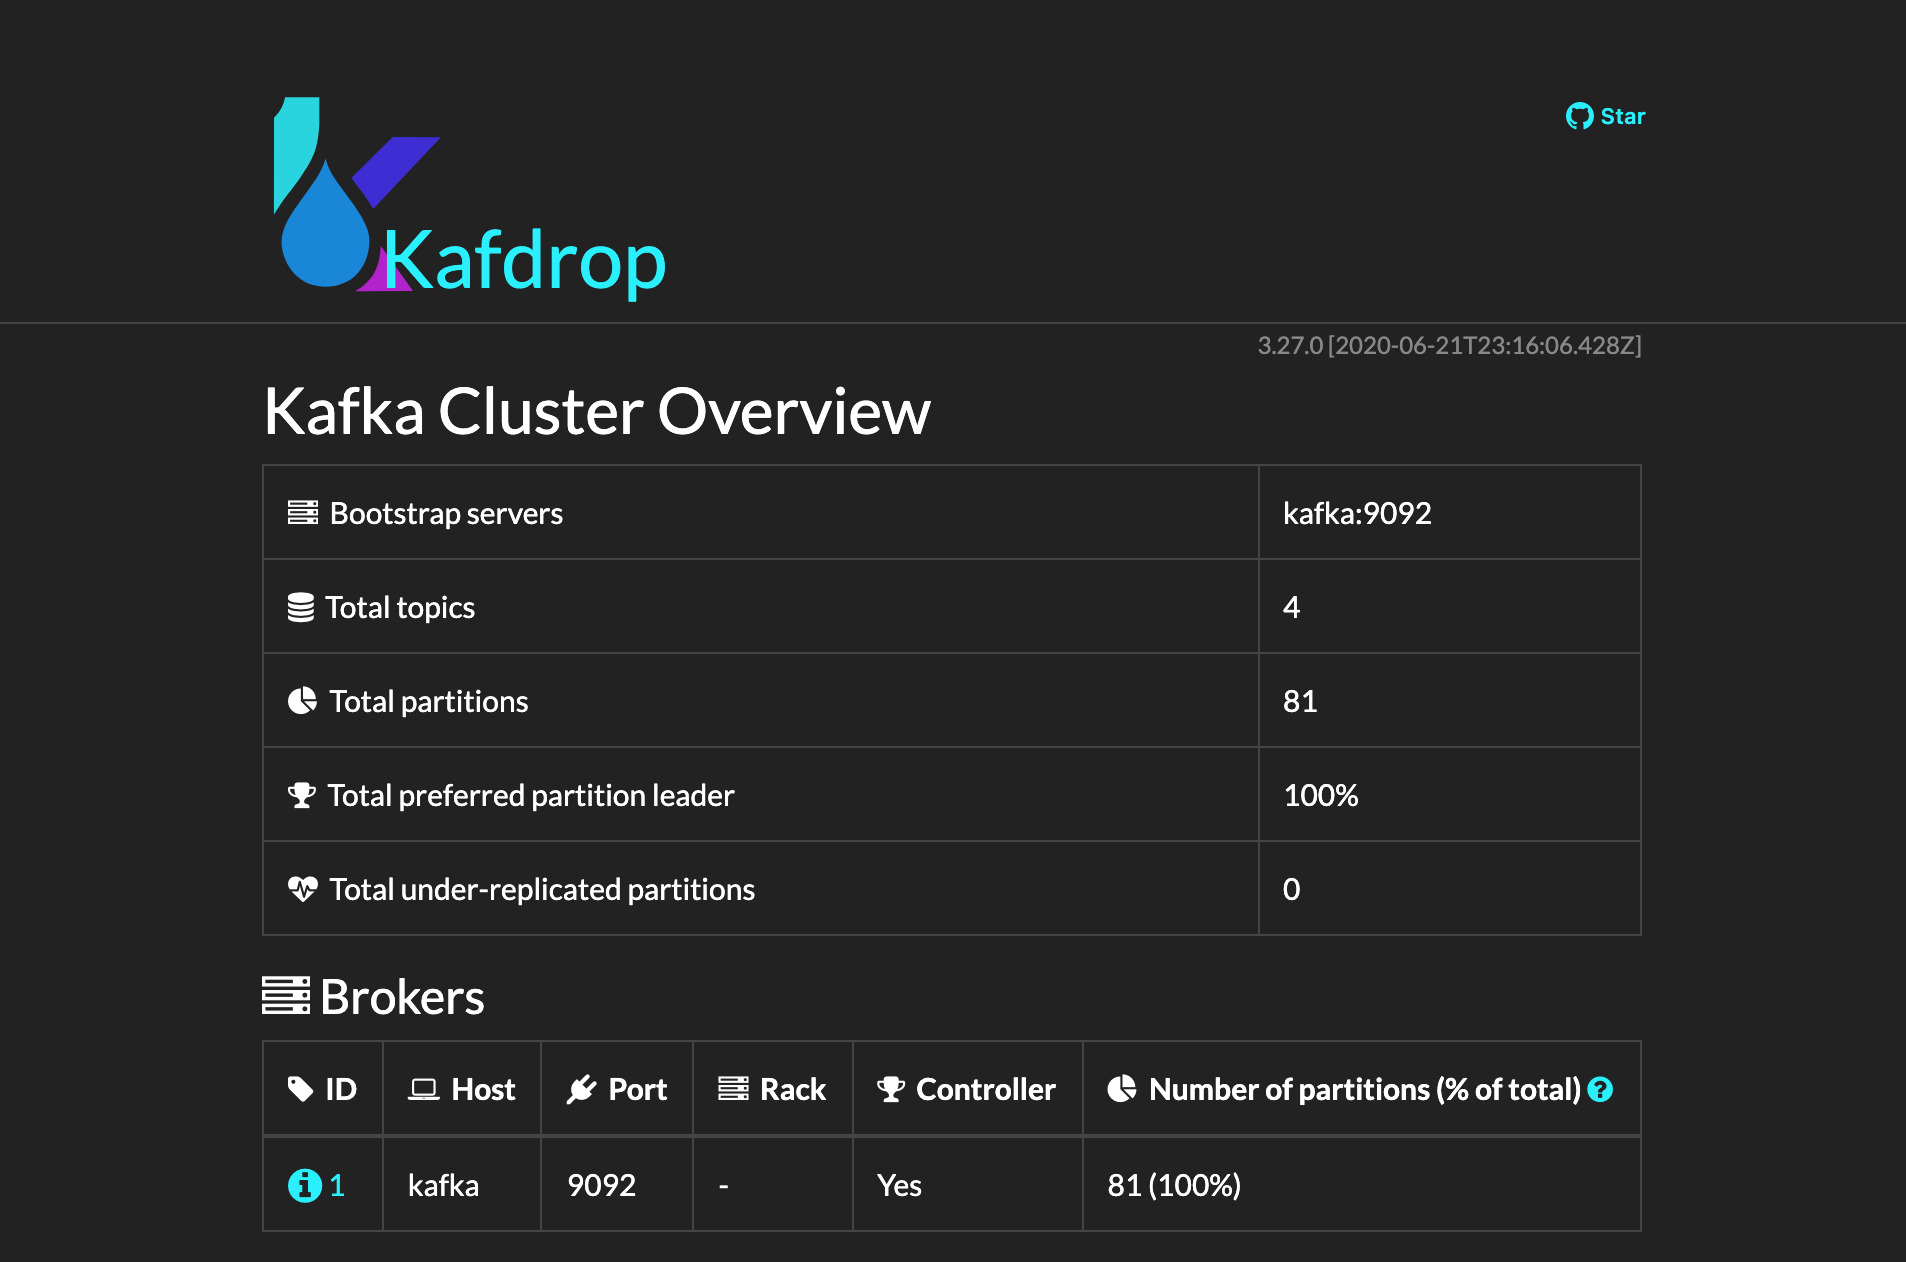 Star
Kafdrop
3.27.0 [2020-06-21T23:16:06.428Z]
Kafka Cluster Overview
Bootstrap servers kafka:9092
Total topics 4
Total partitions 81
Total preferred partition leader 100%
Total under-replicated partitions 0
Brokers
ID Host Port Rack Controller Number of partitions (% of total) ?
1 kafka 9092 - Yes 81 (100%)